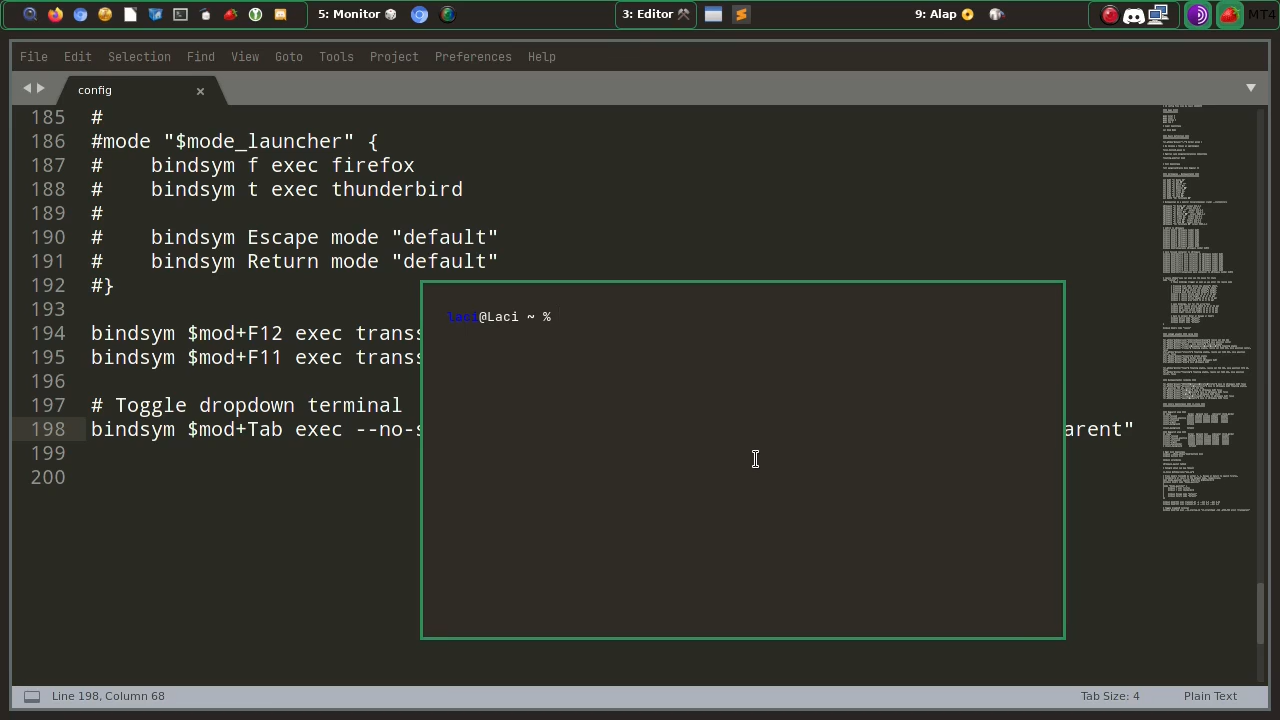 5: Monitor
3: Editor
9: Alap
MT4
File Edit Selection Find View Goto Tools Project Preferences Help
config
185 #
186 #mode "$mode_launcher" {
187 #    bindsym f exec firefox
188 #    bindsym t exec thunderbird
189 #
190 #    bindsym Escape mode "default"
191 #    bindsym Return mode "default"
192 #}
193
194 bindsym $mod+F12 exec transs
195 bindsym $mod+F11 exec transs
196
197 # Toggle dropdown terminal
198 bindsym $mod+Tab exec --no-s
arent"
199
200
laci@Laci ~ %
Line 198, Column 68
Tab Size: 4
Plain Text